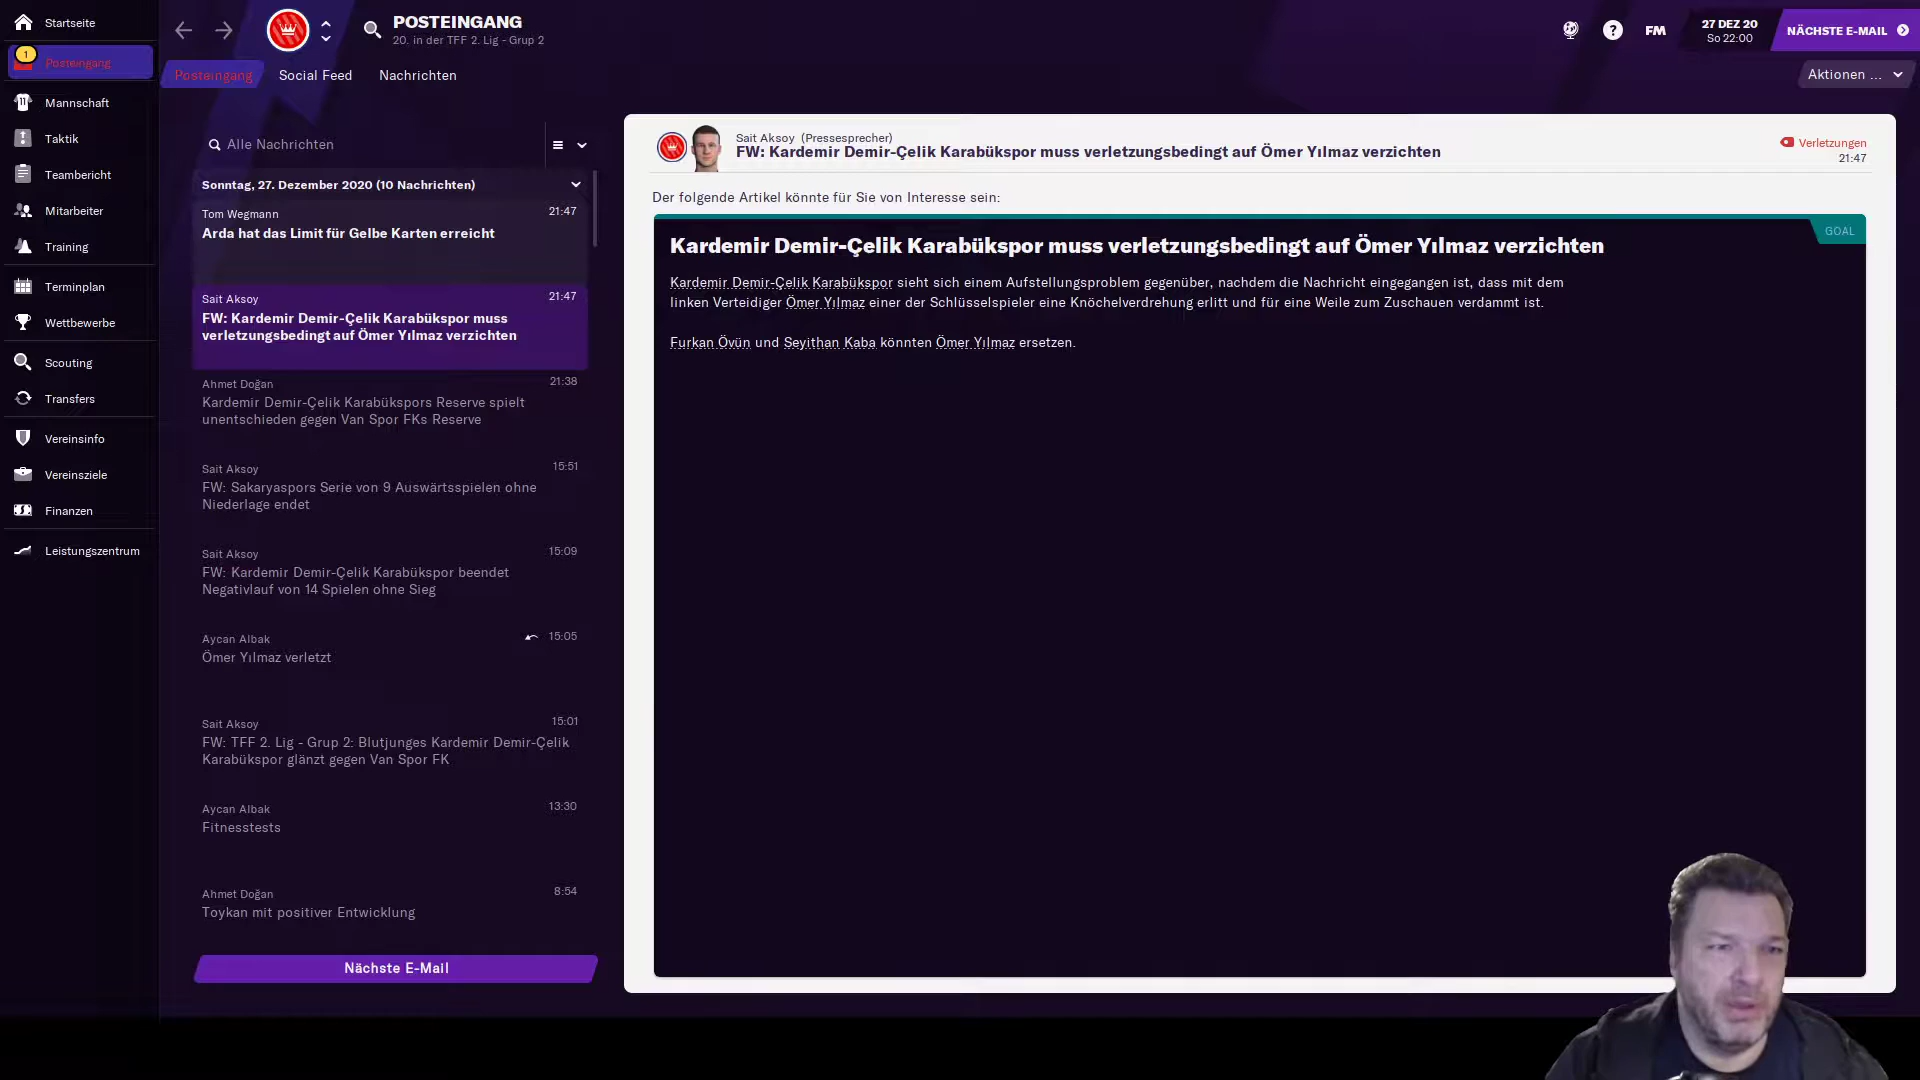 Startseite
1
Posteingang
Mannschaft
Taktik
Teambericht
Mitarbeiter
Training
Terminplan
Wettbewerbe
Scouting
Transfers
Vereinsinfo
Vereinsziele
Finanzen
Leistungszentrum
POSTEINGANG
20. in der TFF 2. Lig - Grup 2
FM
27 DEZ 20
So 22:00
NÄCHSTE E-MAIL
Posteingang
Social Feed
Nachrichten
Aktionen ...
Alle Nachrichten
Sonntag, 27. Dezember 2020 (10 Nachrichten)
Tom Wegmann
21:47
Arda hat das Limit für Gelbe Karten erreicht
Sait Aksoy
21:47
FW: Kardemir Demir-Çelik Karabükspor muss
verletzungsbedingt auf Ömer Yılmaz verzichten
Ahmet Doğan
21:38
Kardemir Demir-Çelik Karabükspors Reserve spielt
unentschieden gegen Van Spor FKs Reserve
Sait Aksoy
15:51
FW: Sakaryaspors Serie von 9 Auswärtsspielen ohne
Niederlage endet
Sait Aksoy
15:09
FW: Kardemir Demir-Çelik Karabükspor beendet
Negativlauf von 14 Spielen ohne Sieg
Aycan Albak
15:05
Ömer Yılmaz verletzt
Sait Aksoy
15:01
FW: TFF 2. Lig - Grup 2: Blutjunges Kardemir Demir-Çelik
Karabükspor glänzt gegen Van Spor FK
Aycan Albak
13:30
Fitnesstests
Ahmet Doğan
8:54
Toykan mit positiver Entwicklung
Nächste E-Mail
Sait Aksoy (Pressesprecher)
FW: Kardemir Demir-Çelik Karabükspor muss verletzungsbedingt auf Ömer Yılmaz verzichten
Verletzungen
21:47
Der folgende Artikel könnte für Sie von Interesse sein:
GOAL
Kardemir Demir-Çelik Karabükspor muss verletzungsbedingt auf Ömer Yılmaz verzichten
Kardemir Demir-Çelik Karabükspor sieht sich einem Aufstellungsproblem gegenüber, nachdem die Nachricht eingegangen ist, dass mit dem
linken Verteidiger Ömer Yılmaz einer der Schlüsselspieler eine Knöchelverdrehung erlitt und für eine Weile zum Zuschauen verdammt ist.
Furkan Övün und Seyithan Kaba könnten Ömer Yılmaz ersetzen.